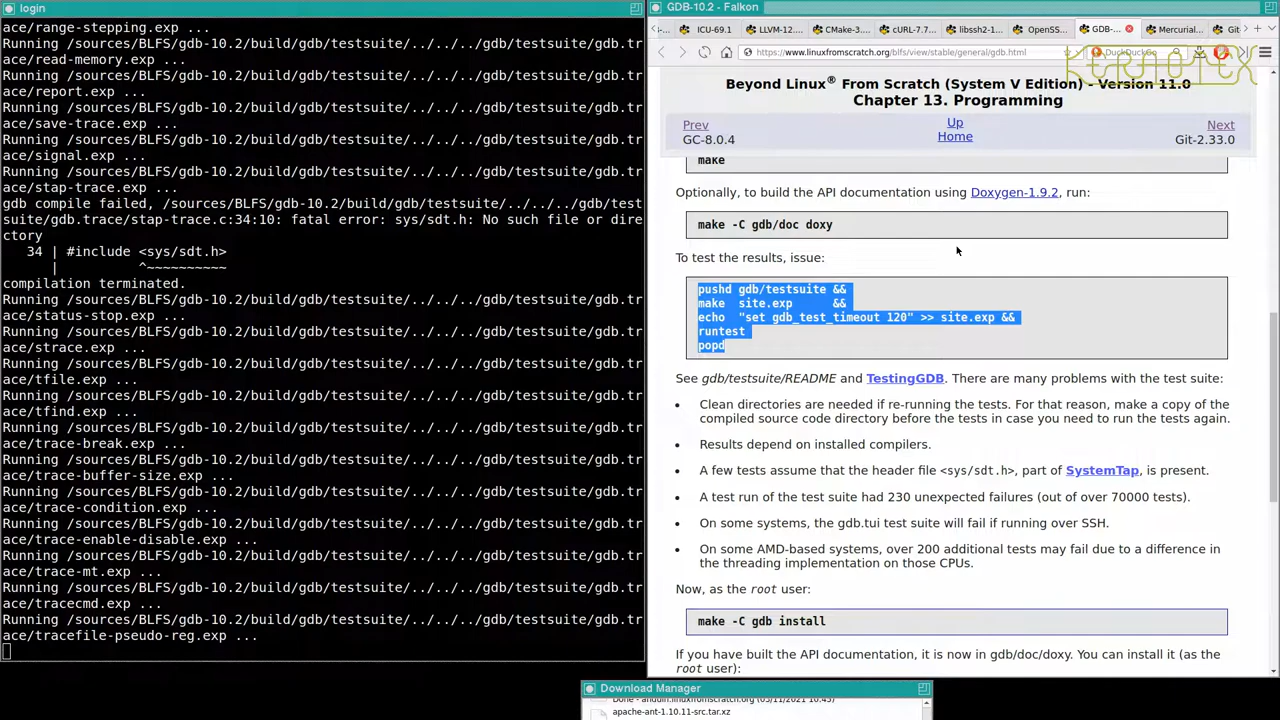 login
ace/range-stepping.exp ...
Running /sources/BLFS/gdb-10.2/build/gdb/testsuite/../../../gdb/testsuite/gdb.tr
ace/read-memory.exp ...
Running /sources/BLFS/gdb-10.2/build/gdb/testsuite/../../../gdb/testsuite/gdb.tr
ace/report.exp ...
Running /sources/BLFS/gdb-10.2/build/gdb/testsuite/../../../gdb/testsuite/gdb.tr
ace/save-trace.exp ...
Running /sources/BLFS/gdb-10.2/build/gdb/testsuite/../../../gdb/testsuite/gdb.tr
ace/signal.exp ...
Running /sources/BLFS/gdb-10.2/build/gdb/testsuite/../../../gdb/testsuite/gdb.tr
ace/stap-trace.exp ...
gdb compile failed, /sources/BLFS/gdb-10.2/build/gdb/testsuite/../../../gdb/test
suite/gdb.trace/stap-trace.c:34:10: fatal error: sys/sdt.h: No such file or dire
ctory
34 | #include <sys/sdt.h>
| ^~~~~~~~~~~
compilation terminated.
Running /sources/BLFS/gdb-10.2/build/gdb/testsuite/../../../gdb/testsuite/gdb.tr
ace/status-stop.exp ...
Running /sources/BLFS/gdb-10.2/build/gdb/testsuite/../../../gdb/testsuite/gdb.tr
ace/strace.exp ...
Running /sources/BLFS/gdb-10.2/build/gdb/testsuite/../../../gdb/testsuite/gdb.tr
ace/tfile.exp ...
Running /sources/BLFS/gdb-10.2/build/gdb/testsuite/../../../gdb/testsuite/gdb.tr
ace/tfind.exp ...
Running /sources/BLFS/gdb-10.2/build/gdb/testsuite/../../../gdb/testsuite/gdb.tr
ace/trace-break.exp ...
Running /sources/BLFS/gdb-10.2/build/gdb/testsuite/../../../gdb/testsuite/gdb.tr
ace/trace-buffer-size.exp ...
Running /sources/BLFS/gdb-10.2/build/gdb/testsuite/../../../gdb/testsuite/gdb.tr
ace/trace-condition.exp ...
Running /sources/BLFS/gdb-10.2/build/gdb/testsuite/../../../gdb/testsuite/gdb.tr
ace/trace-enable-disable.exp ...
Running /sources/BLFS/gdb-10.2/build/gdb/testsuite/../../../gdb/testsuite/gdb.tr
ace/trace-mt.exp ...
Running /sources/BLFS/gdb-10.2/build/gdb/testsuite/../../../gdb/testsuite/gdb.tr
ace/tracecmd.exp ...
Running /sources/BLFS/gdb-10.2/build/gdb/testsuite/../../../gdb/testsuite/gdb.tr
ace/tracefile-pseudo-reg.exp ...
GDB-10.2 - Falkon
ICU-69.1 LLVM-12.... CMake-3.... cURL-7.7... libssh2-1... OpenSS... GDB-... Mercurial... Git
https://www.linuxfromscratch.org/blfs/view/stable/general/gdb.html DuckDuckGo
KERNOTEX
Beyond Linux® From Scratch (System V Edition) - Version 11.0
Chapter 13. Programming
Prev Up Next
GC-8.0.4 Home Git-2.33.0
make
Optionally, to build the API documentation using Doxygen-1.9.2, run:
make -C gdb/doc doxy
To test the results, issue:
pushd gdb/testsuite &&
make site.exp &&
echo "set gdb_test_timeout 120" >> site.exp &&
runtest
popd
See gdb/testsuite/README and TestingGDB. There are many problems with the test suite:
• Clean directories are needed if re-running the tests. For that reason, make a copy of the
compiled source code directory before the tests in case you need to run the tests again.
• Results depend on installed compilers.
• A few tests assume that the header file <sys/sdt.h>, part of SystemTap, is present.
• A test run of the test suite had 230 unexpected failures (out of over 70000 tests).
• On some systems, the gdb.tui test suite will fail if running over SSH.
• On some AMD-based systems, over 200 additional tests may fail due to a difference in
the threading implementation on those CPUs.
Now, as the root user:
make -C gdb install
If you have built the API documentation, it is now in gdb/doc/doxy. You can install it (as the
root user):
Download Manager
Done - anduin.linuxfromscratch.org (05/11/2021 10:43)
apache-ant-1.10.11-src.tar.xz